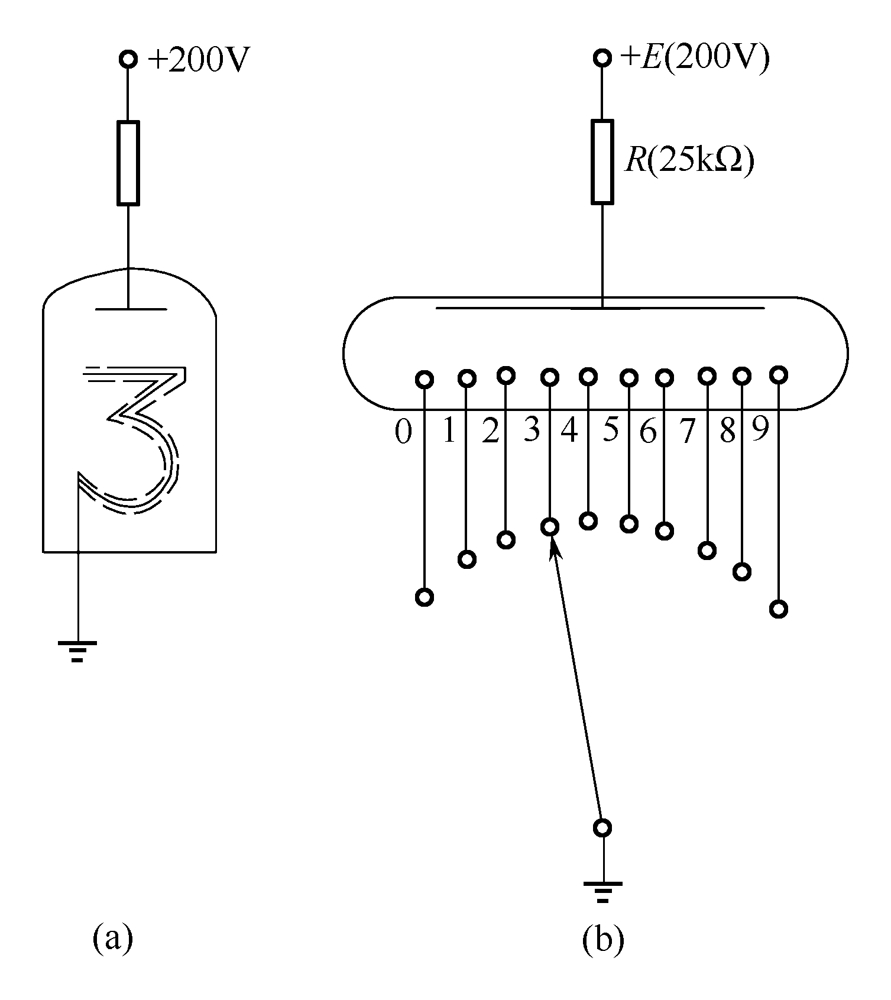 +200V
+E(200V)
R(25kΩ)
3
0 1 2 3 4 5 6 7 8 9
(a)
(b)